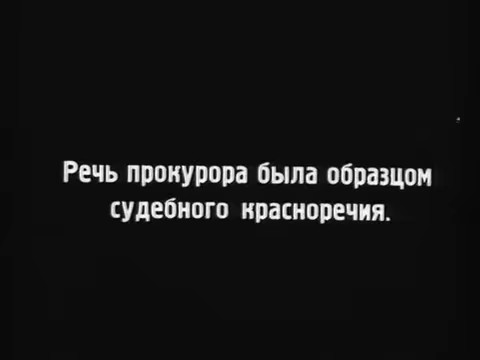 Речь прокурора была образцом
судебного красноречия.